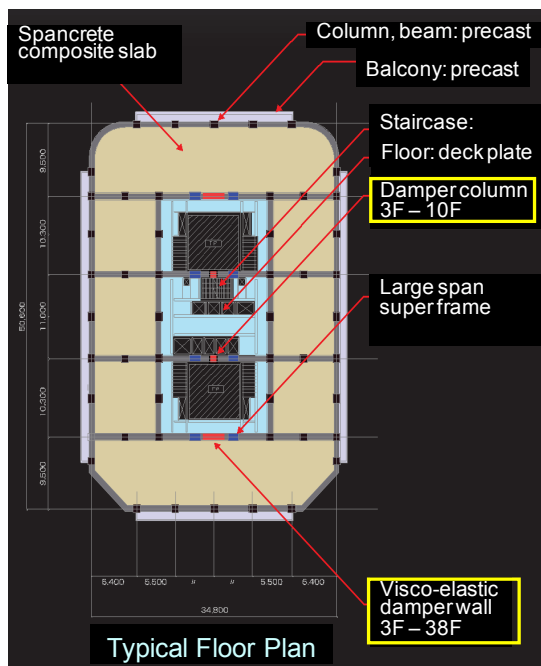 Spancrete
composite slab
Column, beam: precast
Balcony: precast
Staircase:
Floor: deck plate
Damper column
3F – 10F
Large span
super frame
9,500
10,300
11,000
10,300
9,500
50,600
6,400
5,500
〃
〃
5,500
6,400
34,800
Visco-elastic
damper wall
3F – 38F
Typical Floor Plan